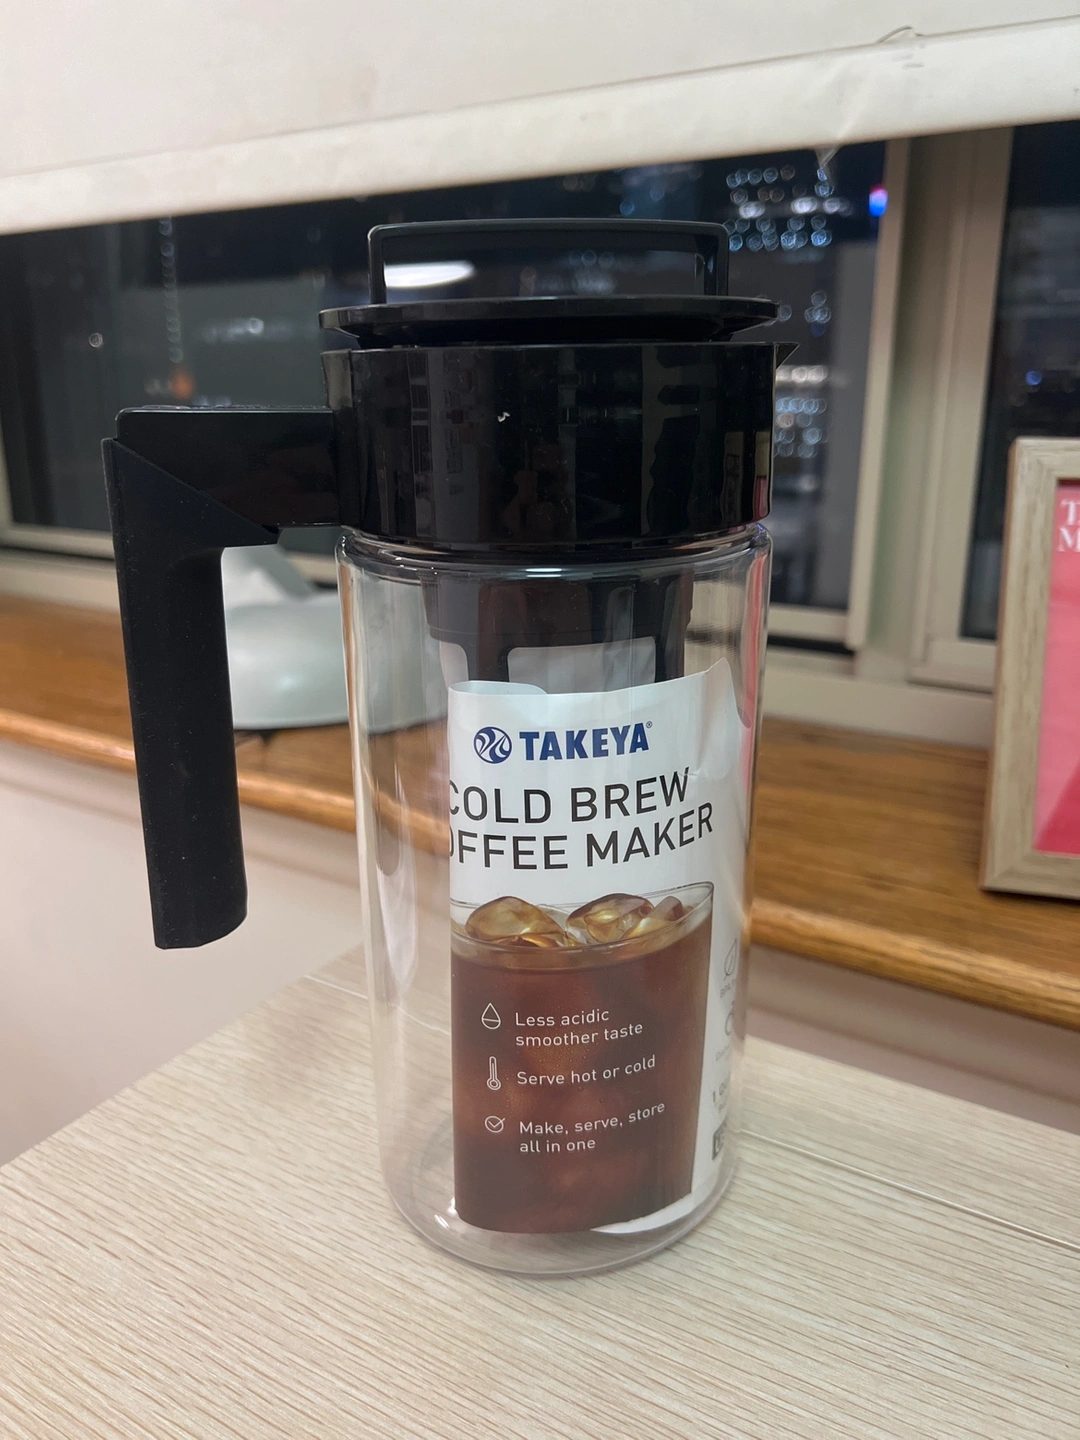 TAKEYA®
COLD BREW
OFFEE MAKER
Less acidic
smoother taste
Serve hot or cold
Make, serve, store
all in one